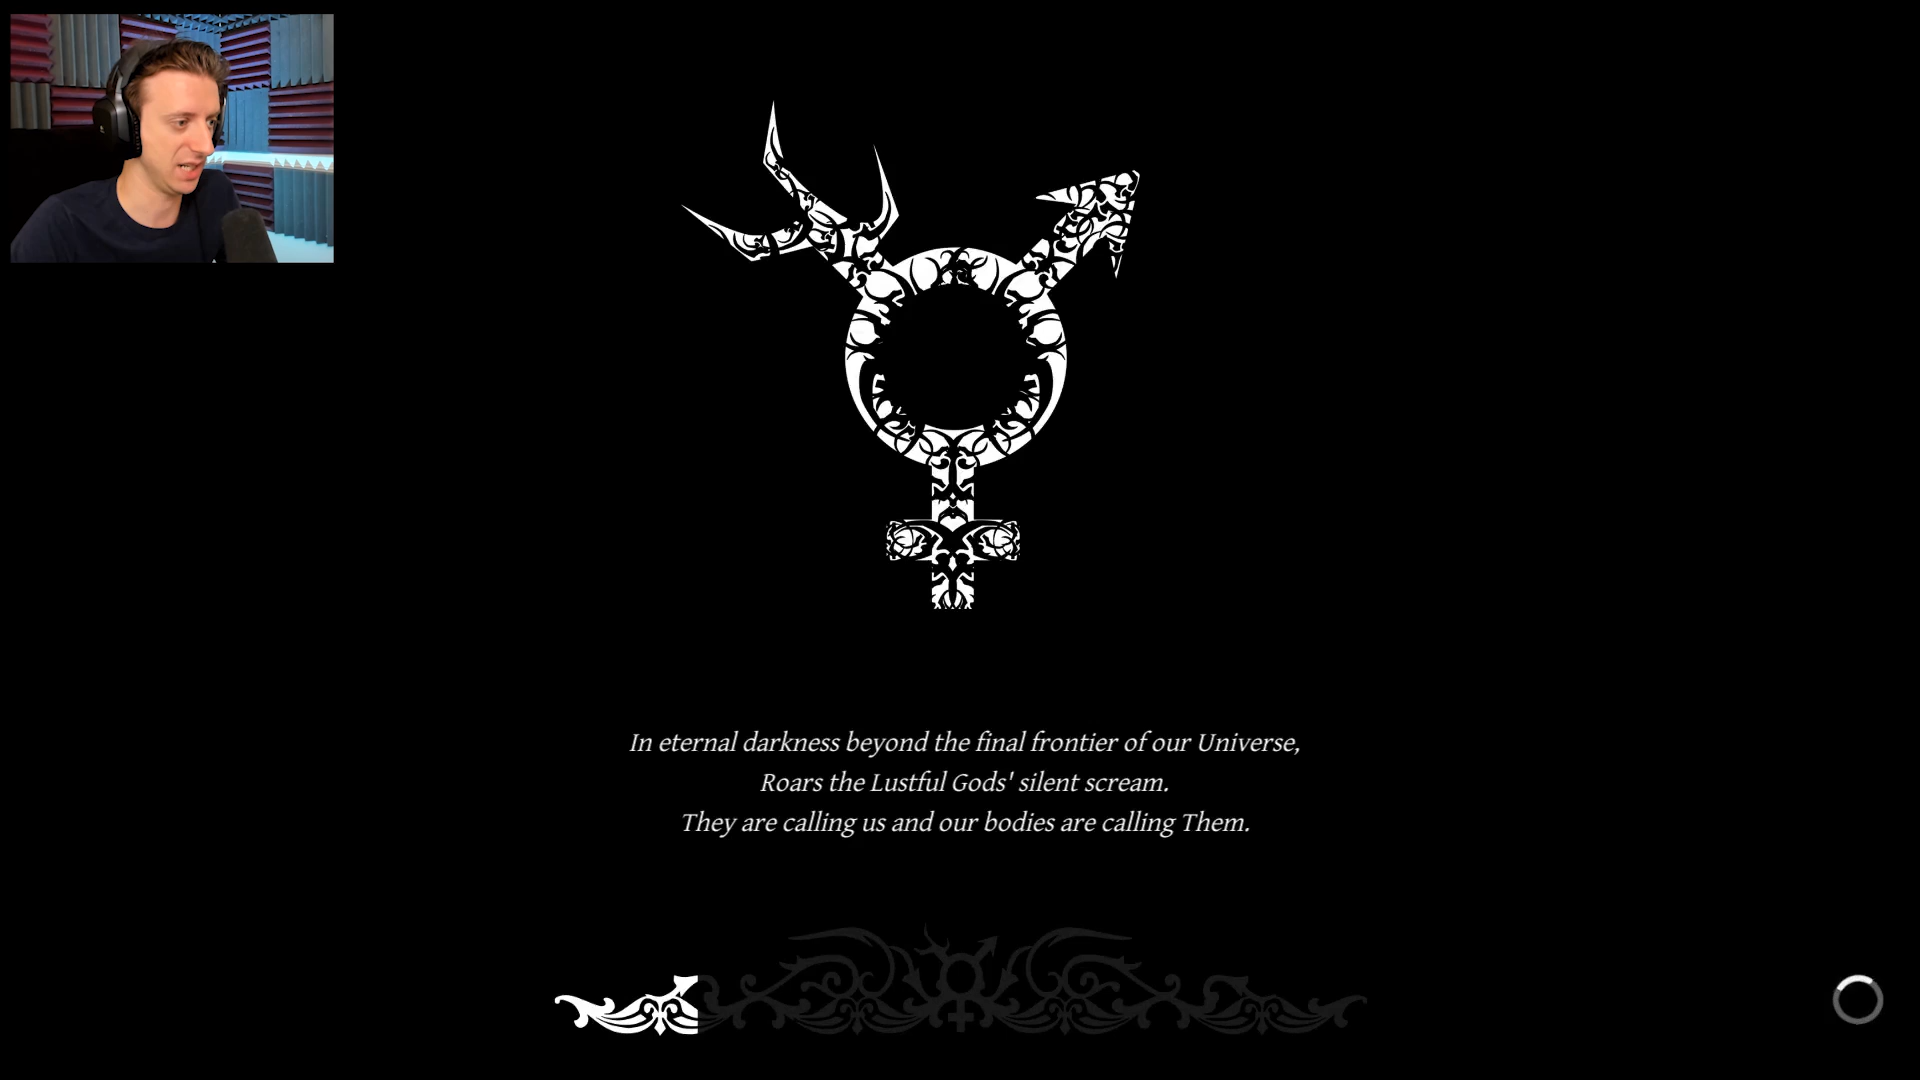 In eternal darkness beyond the final frontier of our Universe,
Roars the Lustful Gods' silent scream.
They are calling us and our bodies are calling Them.